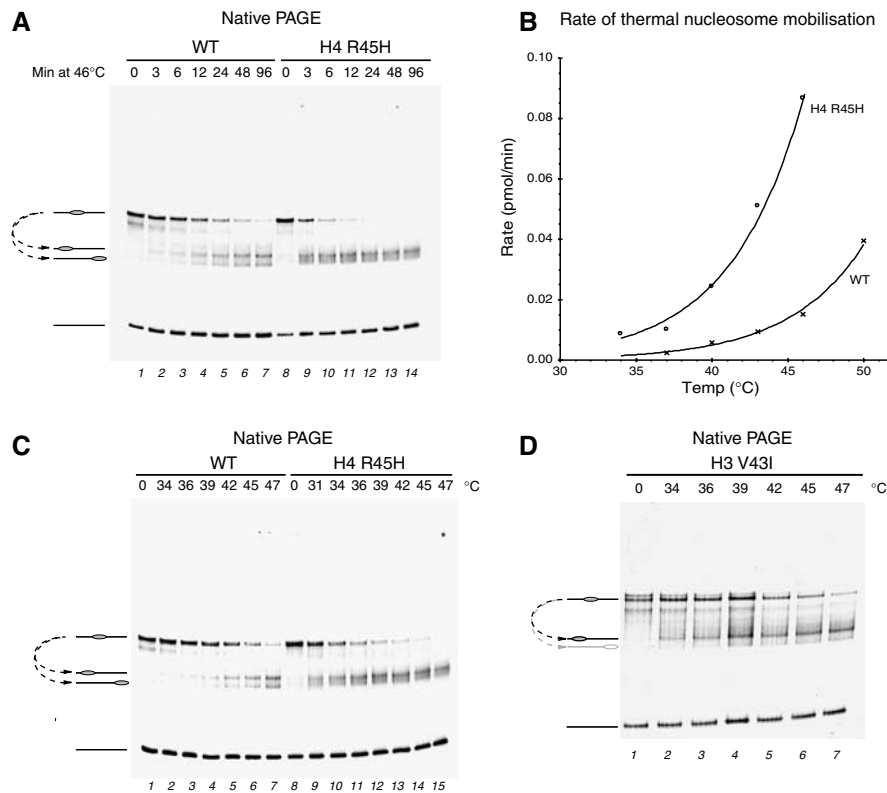 A
Native PAGE
WT H4 R45H
Min at 46°C 0 3 6 12 24 48 96 0 3 6 12 24 48 96
1 2 3 4 5 6 7 8 9 10 11 12 13 14
B Rate of thermal nucleosome mobilisation
0.10
0.08
0.06
0.04
0.02
0.00
Rate (pmol/min)
H4 R45H
WT
30 35 40 45 50
Temp (°C)
C
Native PAGE
WT H4 R45H
0 34 36 39 42 45 47 0 31 34 36 39 42 45 47 °C
1 2 3 4 5 6 7 8 9 10 11 12 13 14 15
D
Native PAGE
H3 V43I
0 34 36 39 42 45 47 °C
1 2 3 4 5 6 7